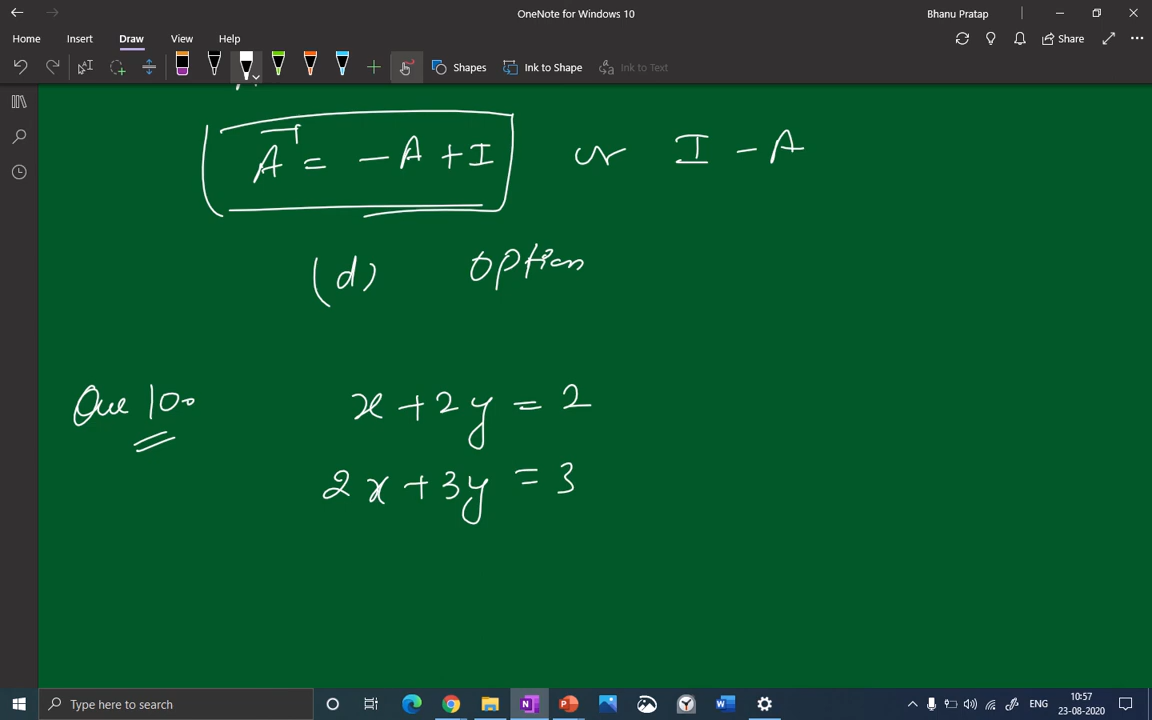 OneNote for Windows 10
Bhanu Pratap
Home Insert Draw View Help
Share
Shapes Ink to Shape Ink to Text
A⁻¹ = -A + I or I - A
(d) option
Que 10. x + 2y = 2
2x + 3y = 3
Type here to search
ENG
10:57
23-08-2020